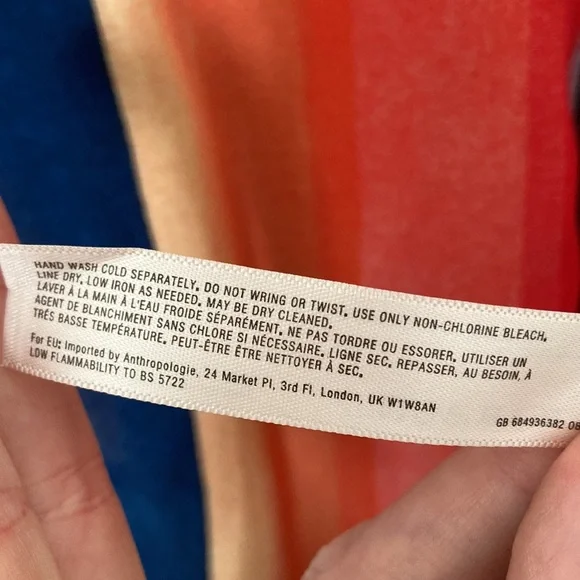 HAND WASH COLD SEPARATELY. DO NOT WRING OR TWIST. USE ONLY NON-CHLORINE BLEACH.
LINE DRY. LOW IRON AS NEEDED. MAY BE DRY CLEANED.
LAVER À LA MAIN À L'EAU FROIDE SÉPARÉMENT. NE PAS TORDRE OU ESSORER. UTILISER UN
AGENT DE BLANCHIMENT SANS CHLORE SI NÉCESSAIRE. LIGNE SEC. REPASSER, AU BESOIN, À
TRÈS BASSE TEMPÉRATURE. PEUT-ÊTRE ÊTRE NETTOYER À SEC.
For EU: Imported by Anthropologie, 24 Market Pl, 3rd Fl, London, UK W1W8AN
LOW FLAMMABILITY TO BS 5722
GB 684936382